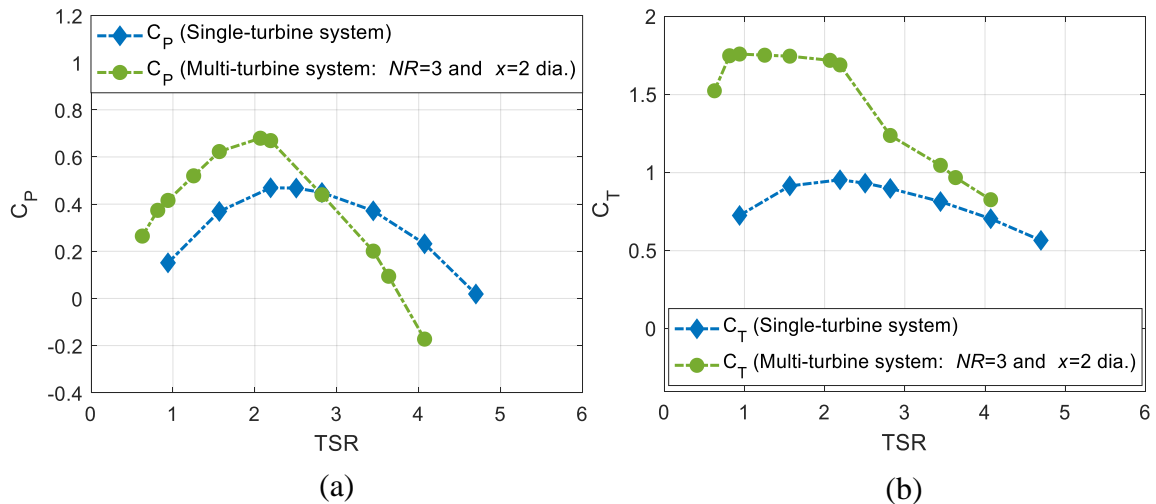 1.2
1
0.8
0.6
0.4
0.2
0
-0.2
-0.4
C_P
C_P (Single-turbine system)
C_P (Multi-turbine system: NR=3 and x=2 dia.)
0 1 2 3 4 5 6
TSR
(a)
2
1.5
1
0.5
0
C_T
C_T (Single-turbine system)
C_T (Multi-turbine system: NR=3 and x=2 dia.)
0 1 2 3 4 5 6
TSR
(b)